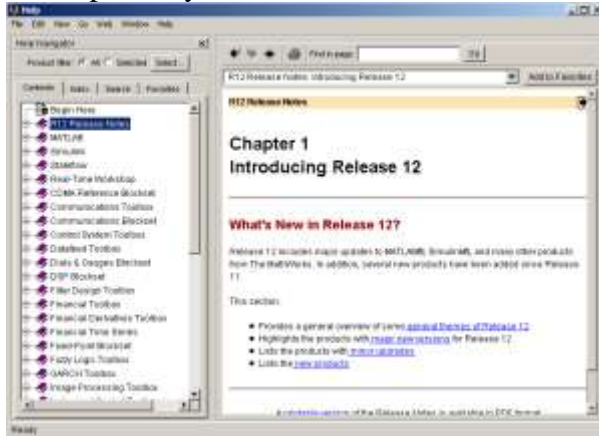 Help
File Edit View Go Web Window Help
Help Navigator
Product filter: All Selected Select...
Contents Index Search Favorites
Begin Here
R12 Release Notes
MATLAB
Simulink
Stateflow
Real-Time Workshop
CDMA Reference Blockset
Communications Toolbox
Communications Blockset
Control System Toolbox
Datafeed Toolbox
Dials & Gauges Blockset
DSP Blockset
Filter Design Toolbox
Financial Toolbox
Financial Derivatives Toolbox
Financial Time Series
Fixed-Point Blockset
Fuzzy Logic Toolbox
GARCH Toolbox
Image Processing Toolbox
Find in page: Go
R12 Release Notes: Introducing Release 12 Add to Favorites
R12 Release Notes
Chapter 1
Introducing Release 12
What's New in Release 12?
Release 12 includes major updates to MATLAB®, Simulink®, and many other products
from The MathWorks. In addition, several new products have been added since Release
11.
This section:
Provides a general overview of some general themes of Release 12
Highlights the products with major new features for Release 12
Lists the products with minor upgrades
Lists the new products
A printable version of the Release Notes is available in PDF format
Ready